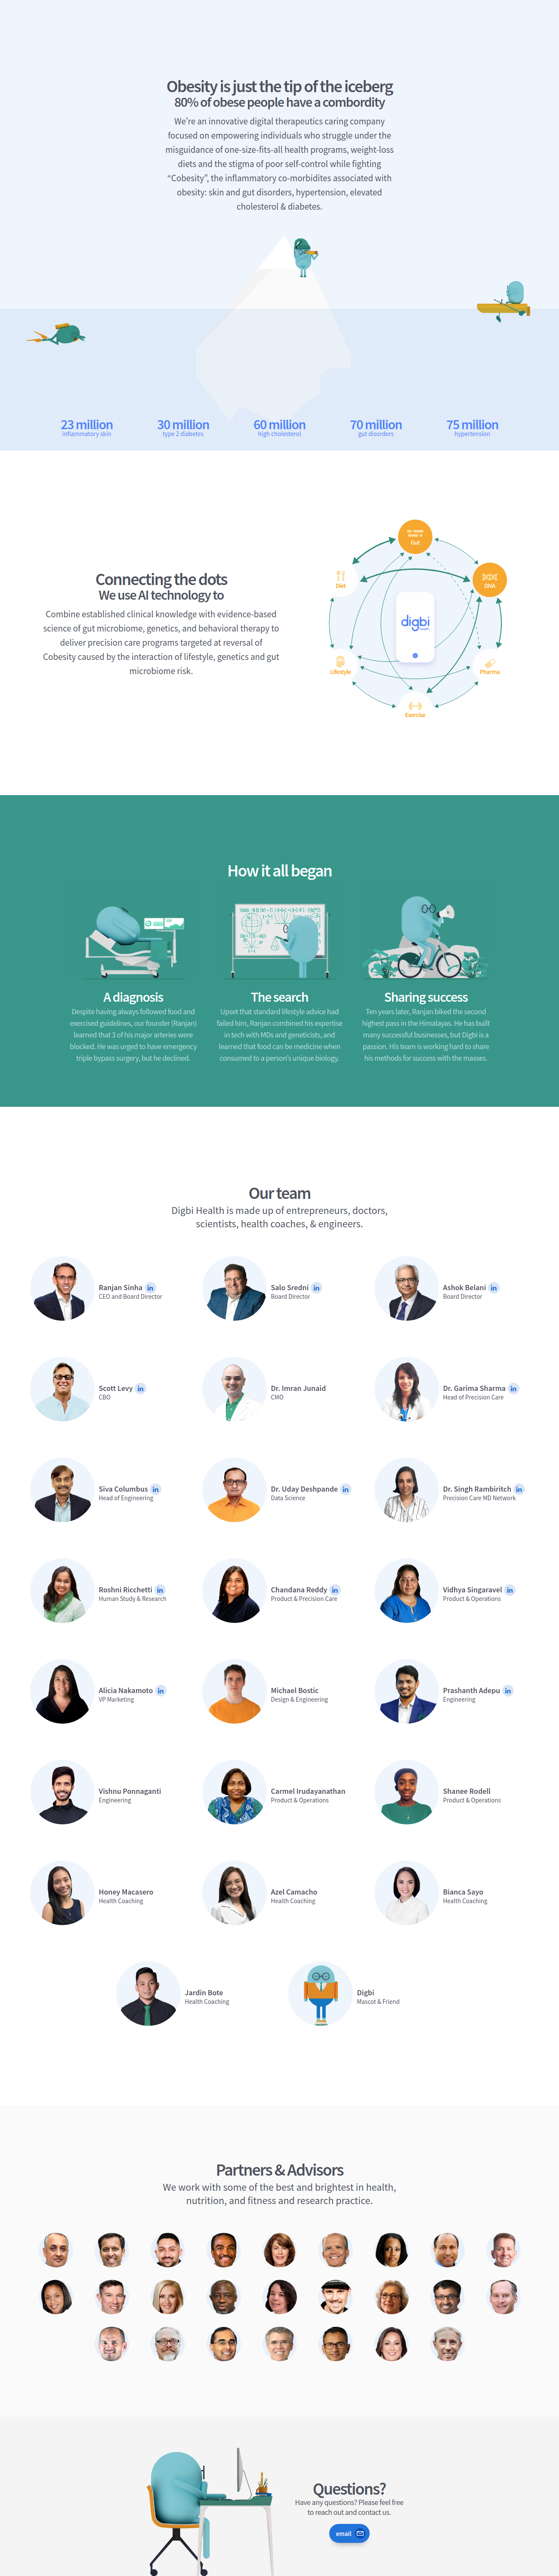 Obesity is just the tip of the iceberg
80% of obese people have a combordity
We're an innovative digital therapeutics caring company
focused on empowering individuals who struggle under the
misguidance of one-size-fits-all health programs, weight-loss
diets and the stigma of poor self-control while fighting
“Cobesity”, the inflammatory co-morbidites associated with
obesity: skin and gut disorders, hypertension, elevated
cholesterol & diabetes.
23 million
inflammatory skin
30 million
type 2 diabetes
60 million
high cholesterol
70 million
gut disorders
75 million
hypertension
Connecting the dots
We use AI technology to
Combine established clinical knowledge with evidence-based
science of gut microbiome, genetics, and behavioral therapy to
deliver precision care programs targeted at reversal of
Cobesity caused by the interaction of lifestyle, genetics and gut
microbiome risk.
Gut
Diet
DNA
digbi
Lifestyle
Pharma
Exercise
How it all began
A diagnosis
Despite having always followed food and
exercised guidelines, our founder (Ranjan)
learned that 3 of his major arteries were
blocked. He was urged to have emergency
triple bypass surgery, but he declined.
The search
Upset that standard lifestyle advice had
failed him, Ranjan combined his expertise
in tech with MDs and geneticists, and
learned that food can be medicine when
consumed to a person's unique biology.
Sharing success
Ten years later, Ranjan biked the second
highest pass in the Himalayas. He has built
many successful businesses, but Digbi is a
passion. His team is working hard to share
his methods for success with the masses.
Our team
Digbi Health is made up of entrepreneurs, doctors,
scientists, health coaches, & engineers.
Ranjan Sinha in
CEO and Board Director
Salo Sredni in
Board Director
Ashok Belani in
Board Director
Scott Levy in
CBO
Dr. Imran Junaid
CMO
Dr. Garima Sharma in
Head of Precision Care
Siva Columbus in
Head of Engineering
Dr. Uday Deshpande in
Data Science
Dr. Singh Rambiritch in
Precision Care MD Network
Roshni Ricchetti in
Human Study & Research
Chandana Reddy in
Product & Precision Care
Vidhya Singaravel in
Product & Operations
Alicia Nakamoto in
VP Marketing
Michael Bostic
Design & Engineering
Prashanth Adepu in
Engineering
Vishnu Ponnaganti
Engineering
Carmel Irudayanathan
Product & Operations
Shanee Rodell
Product & Operations
Honey Macasero
Health Coaching
Azel Camacho
Health Coaching
Bianca Sayo
Health Coaching
Jardin Bote
Health Coaching
Digbi
Mascot & Friend
Partners & Advisors
We work with some of the best and brightest in health,
nutrition, and fitness and research practice.
Questions?
Have any questions? Please feel free
to reach out and contact us.
email